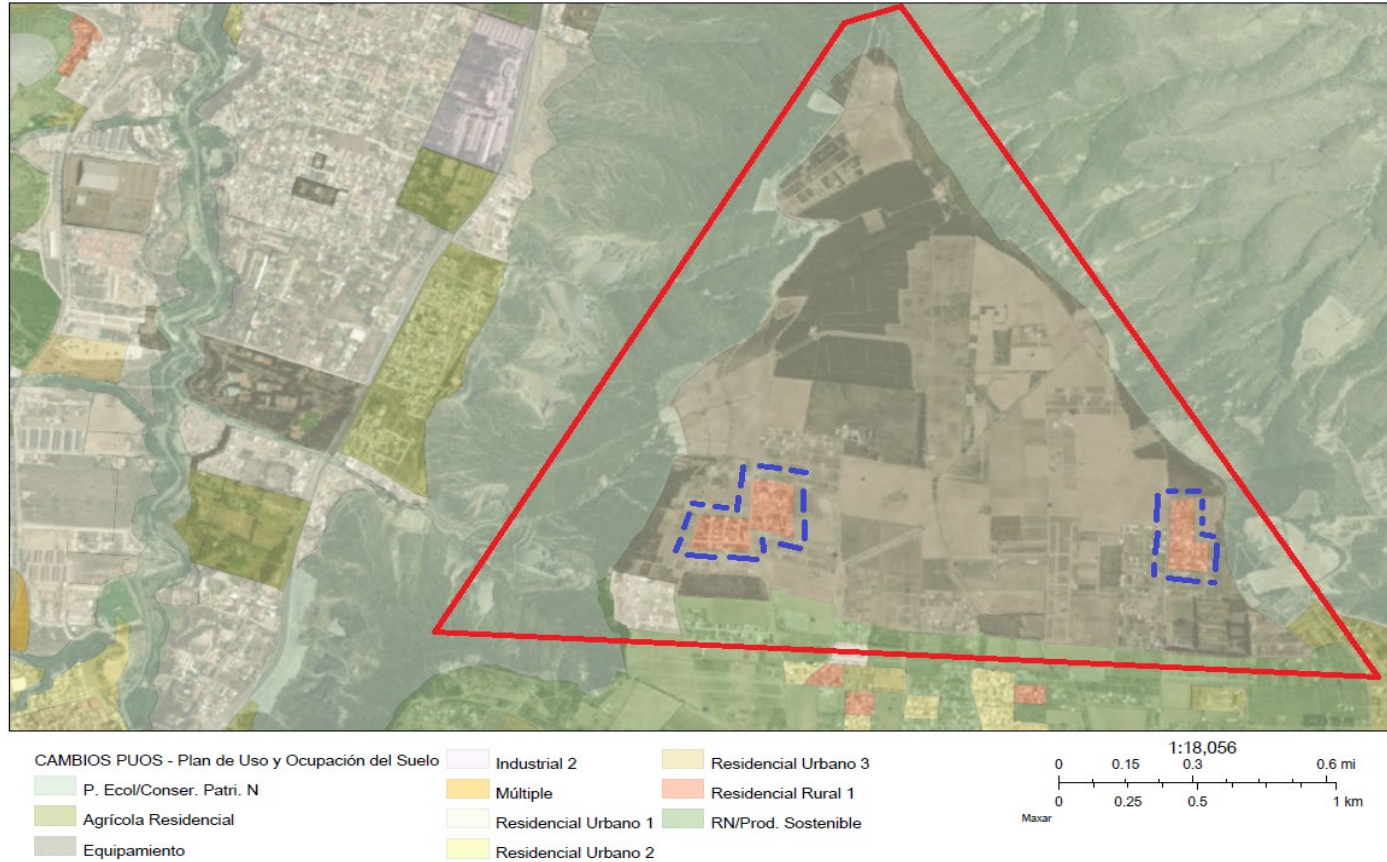 CAMBIOS PUOS - Plan de Uso y Ocupación del Suelo
P. Ecol/Conser. Patri. N
Agrícola Residencial
Equipamiento
Industrial 2
Múltiple
Residencial Urbano 1
Residencial Urbano 2
Residencial Urbano 3
Residencial Rural 1
RN/Prod. Sostenible
1:18,056
0 0.15 0.3 0.6 mi
0 0.25 0.5 1 km
Maxar